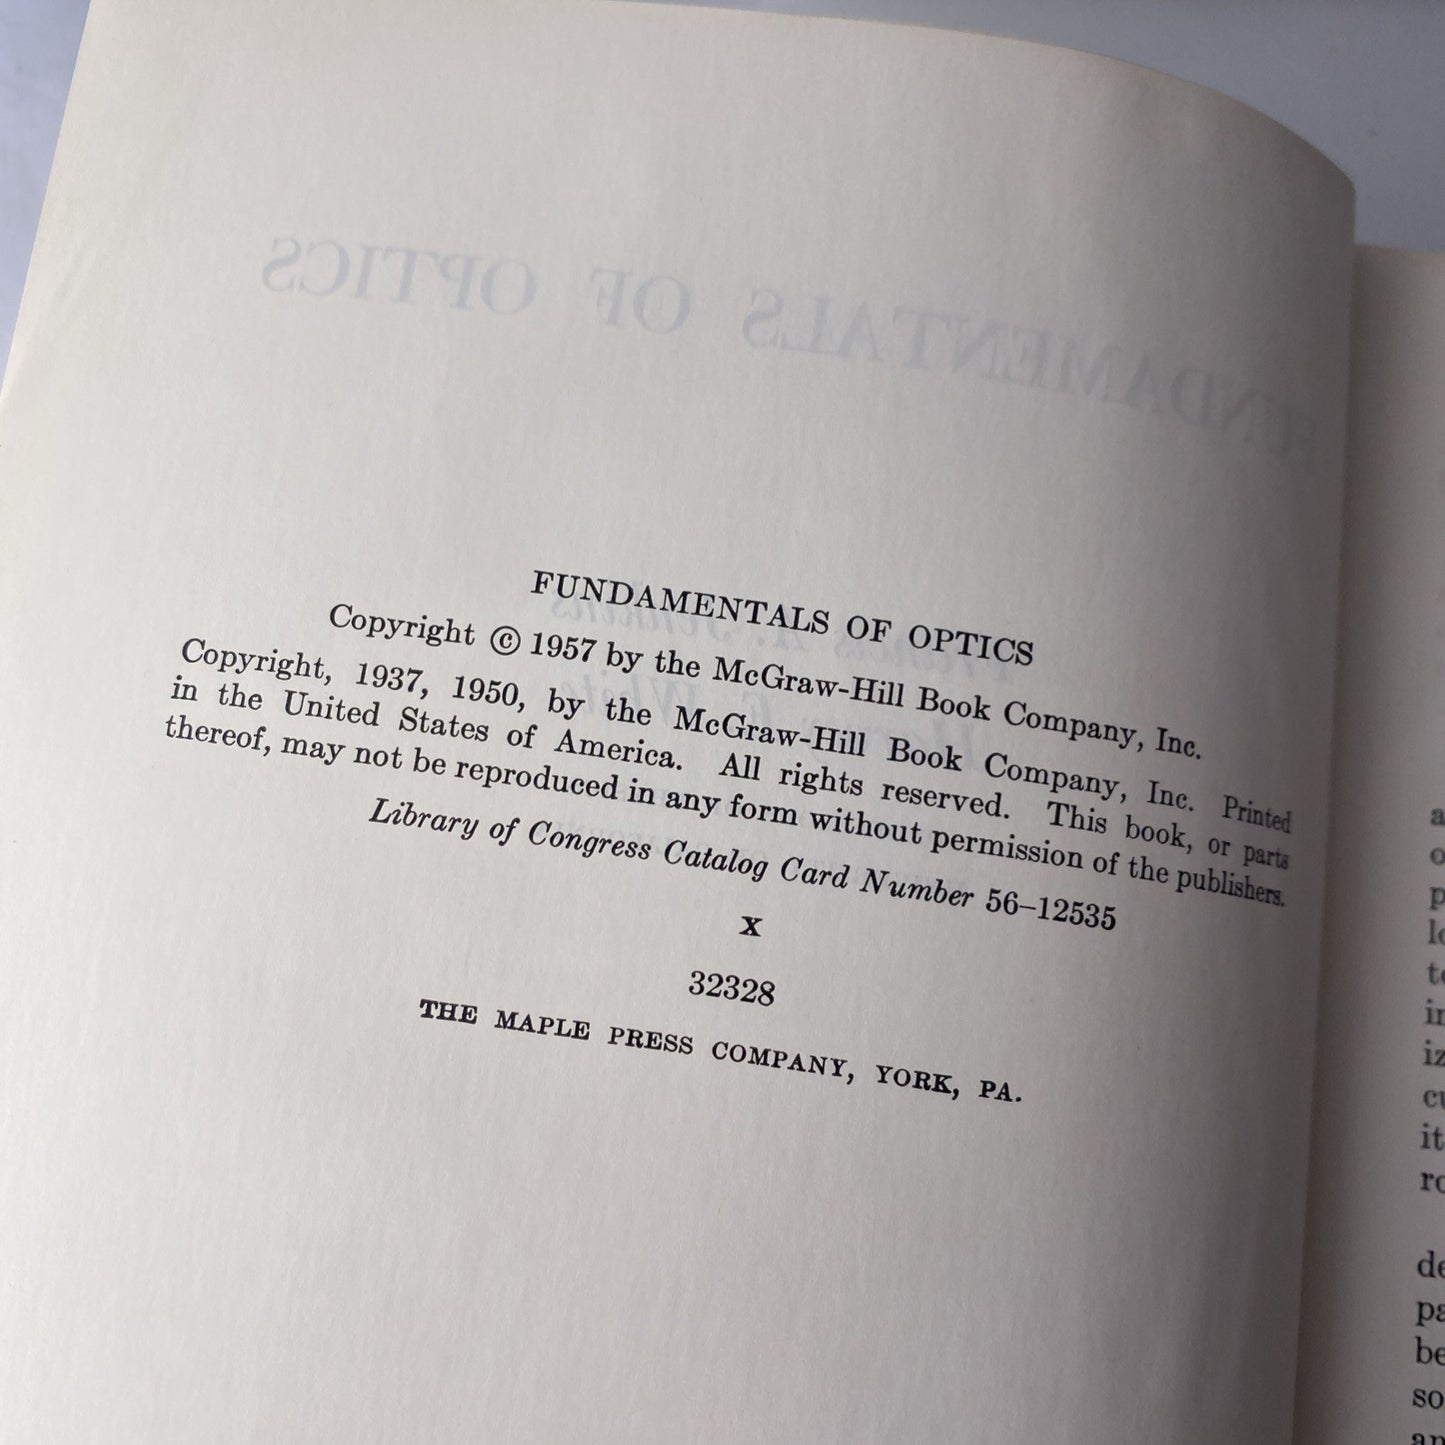 FUNDAMENTALS OF OPTICS
FUNDAMENTALS OF OPTICS
Copyright © 1957 by the McGraw-Hill Book Company, Inc.
Copyright, 1937, 1950, by the McGraw-Hill Book Company, Inc. Printed
in the United States of America. All rights reserved. This book, or parts
thereof, may not be reproduced in any form without permission of the publishers.
Library of Congress Catalog Card Number 56–12535
X
32328
THE MAPLE PRESS COMPANY, YORK, PA.